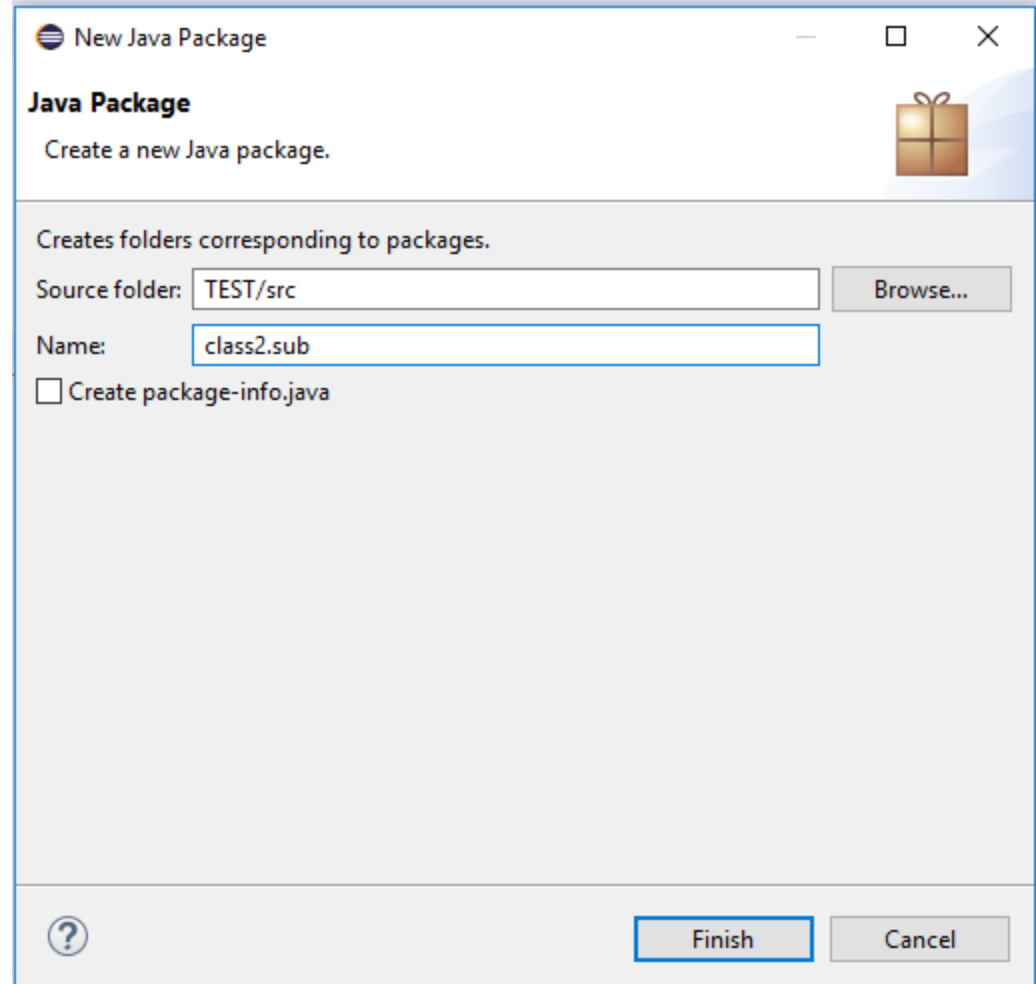 New Java Package
Java Package
Create a new Java package.
Creates folders corresponding to packages.
Source folder: TEST/src Browse...
Name: class2.sub
Create package-info.java
? Finish Cancel